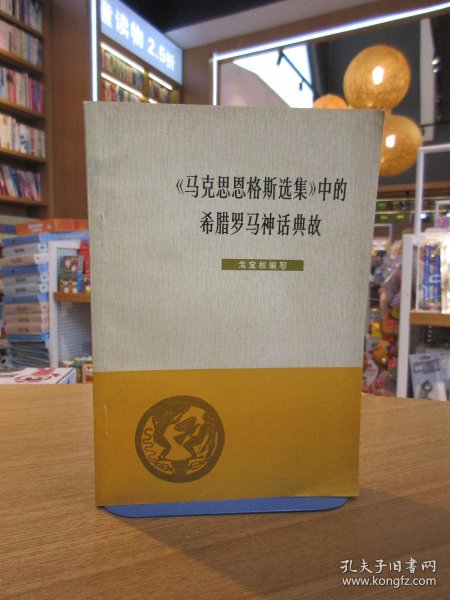 童读物 2.5折
《马克思恩格斯选集》中的
希腊罗马神话典故
戈宝权编写
孔夫子旧书网
www.kongfz.com